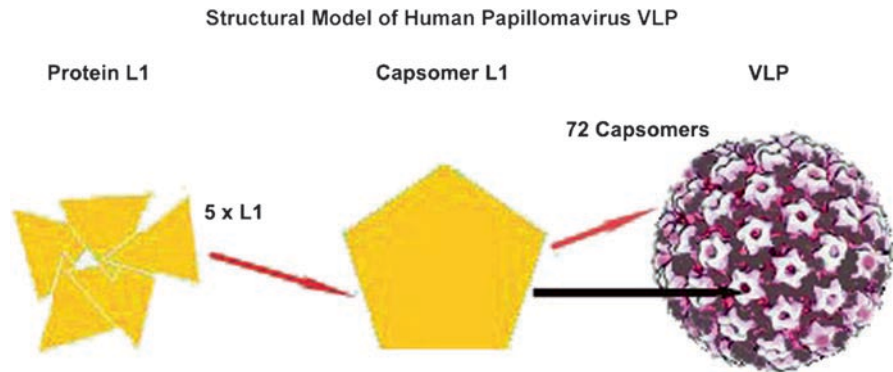 Structural Model of Human Papillomavirus VLP
Protein L1
Capsomer L1
VLP
72 Capsomers
5 x L1